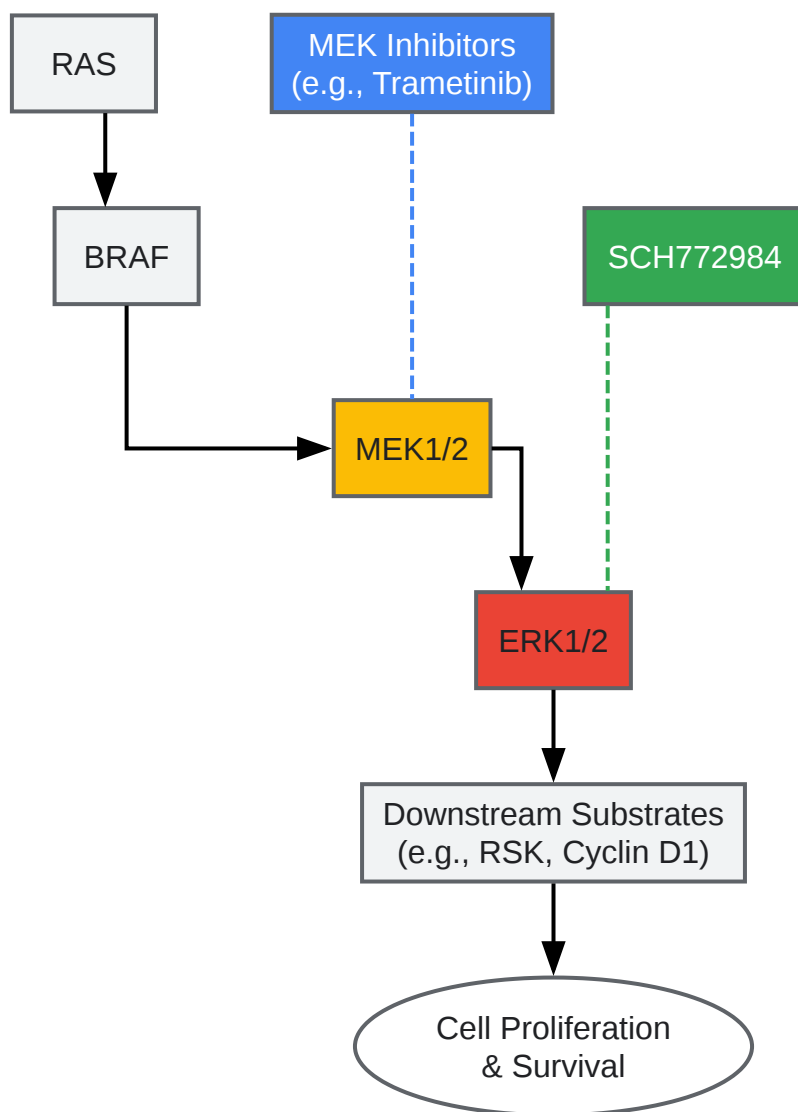 RAS
MEK Inhibitors
(e.g., Trametinib)
BRAF
SCH772984
MEK1/2
ERK1/2
Downstream Substrates
(e.g., RSK, Cyclin D1)
Cell Proliferation
& Survival